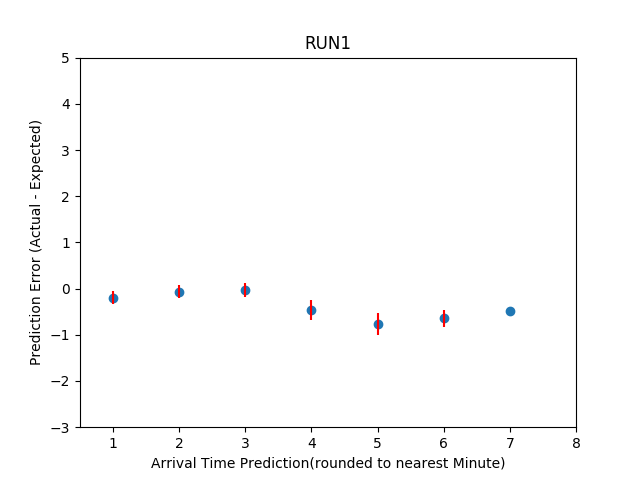 RUN1
5
4
3
2
1
0
−1
−2
−3
Prediction Error (Actual - Expected)
1 2 3 4 5 6 7 8
Arrival Time Prediction(rounded to nearest Minute)